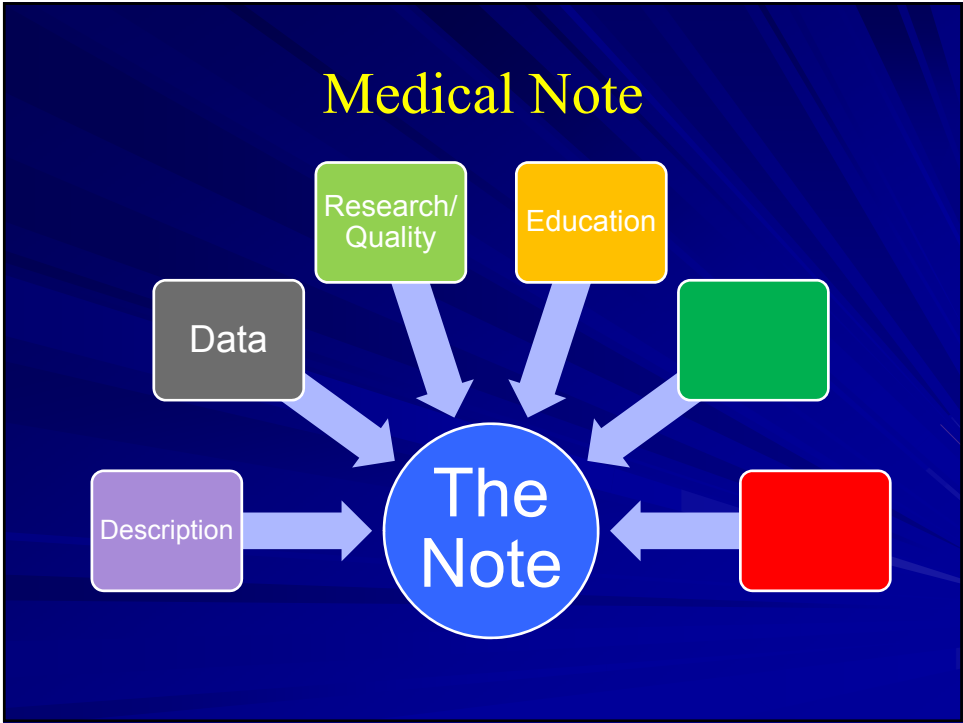 Medical Note
Research/
Quality
Education
Data
Description
The
Note